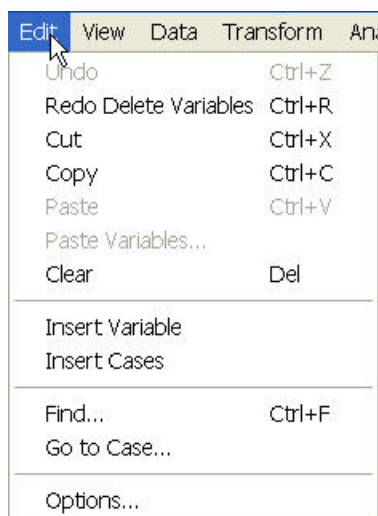 Edit View Data Transform Ana
Undo Ctrl+Z
Redo Delete Variables Ctrl+R
Cut Ctrl+X
Copy Ctrl+C
Paste Ctrl+V
Paste Variables...
Clear Del
Insert Variable
Insert Cases
Find... Ctrl+F
Go to Case...
Options...